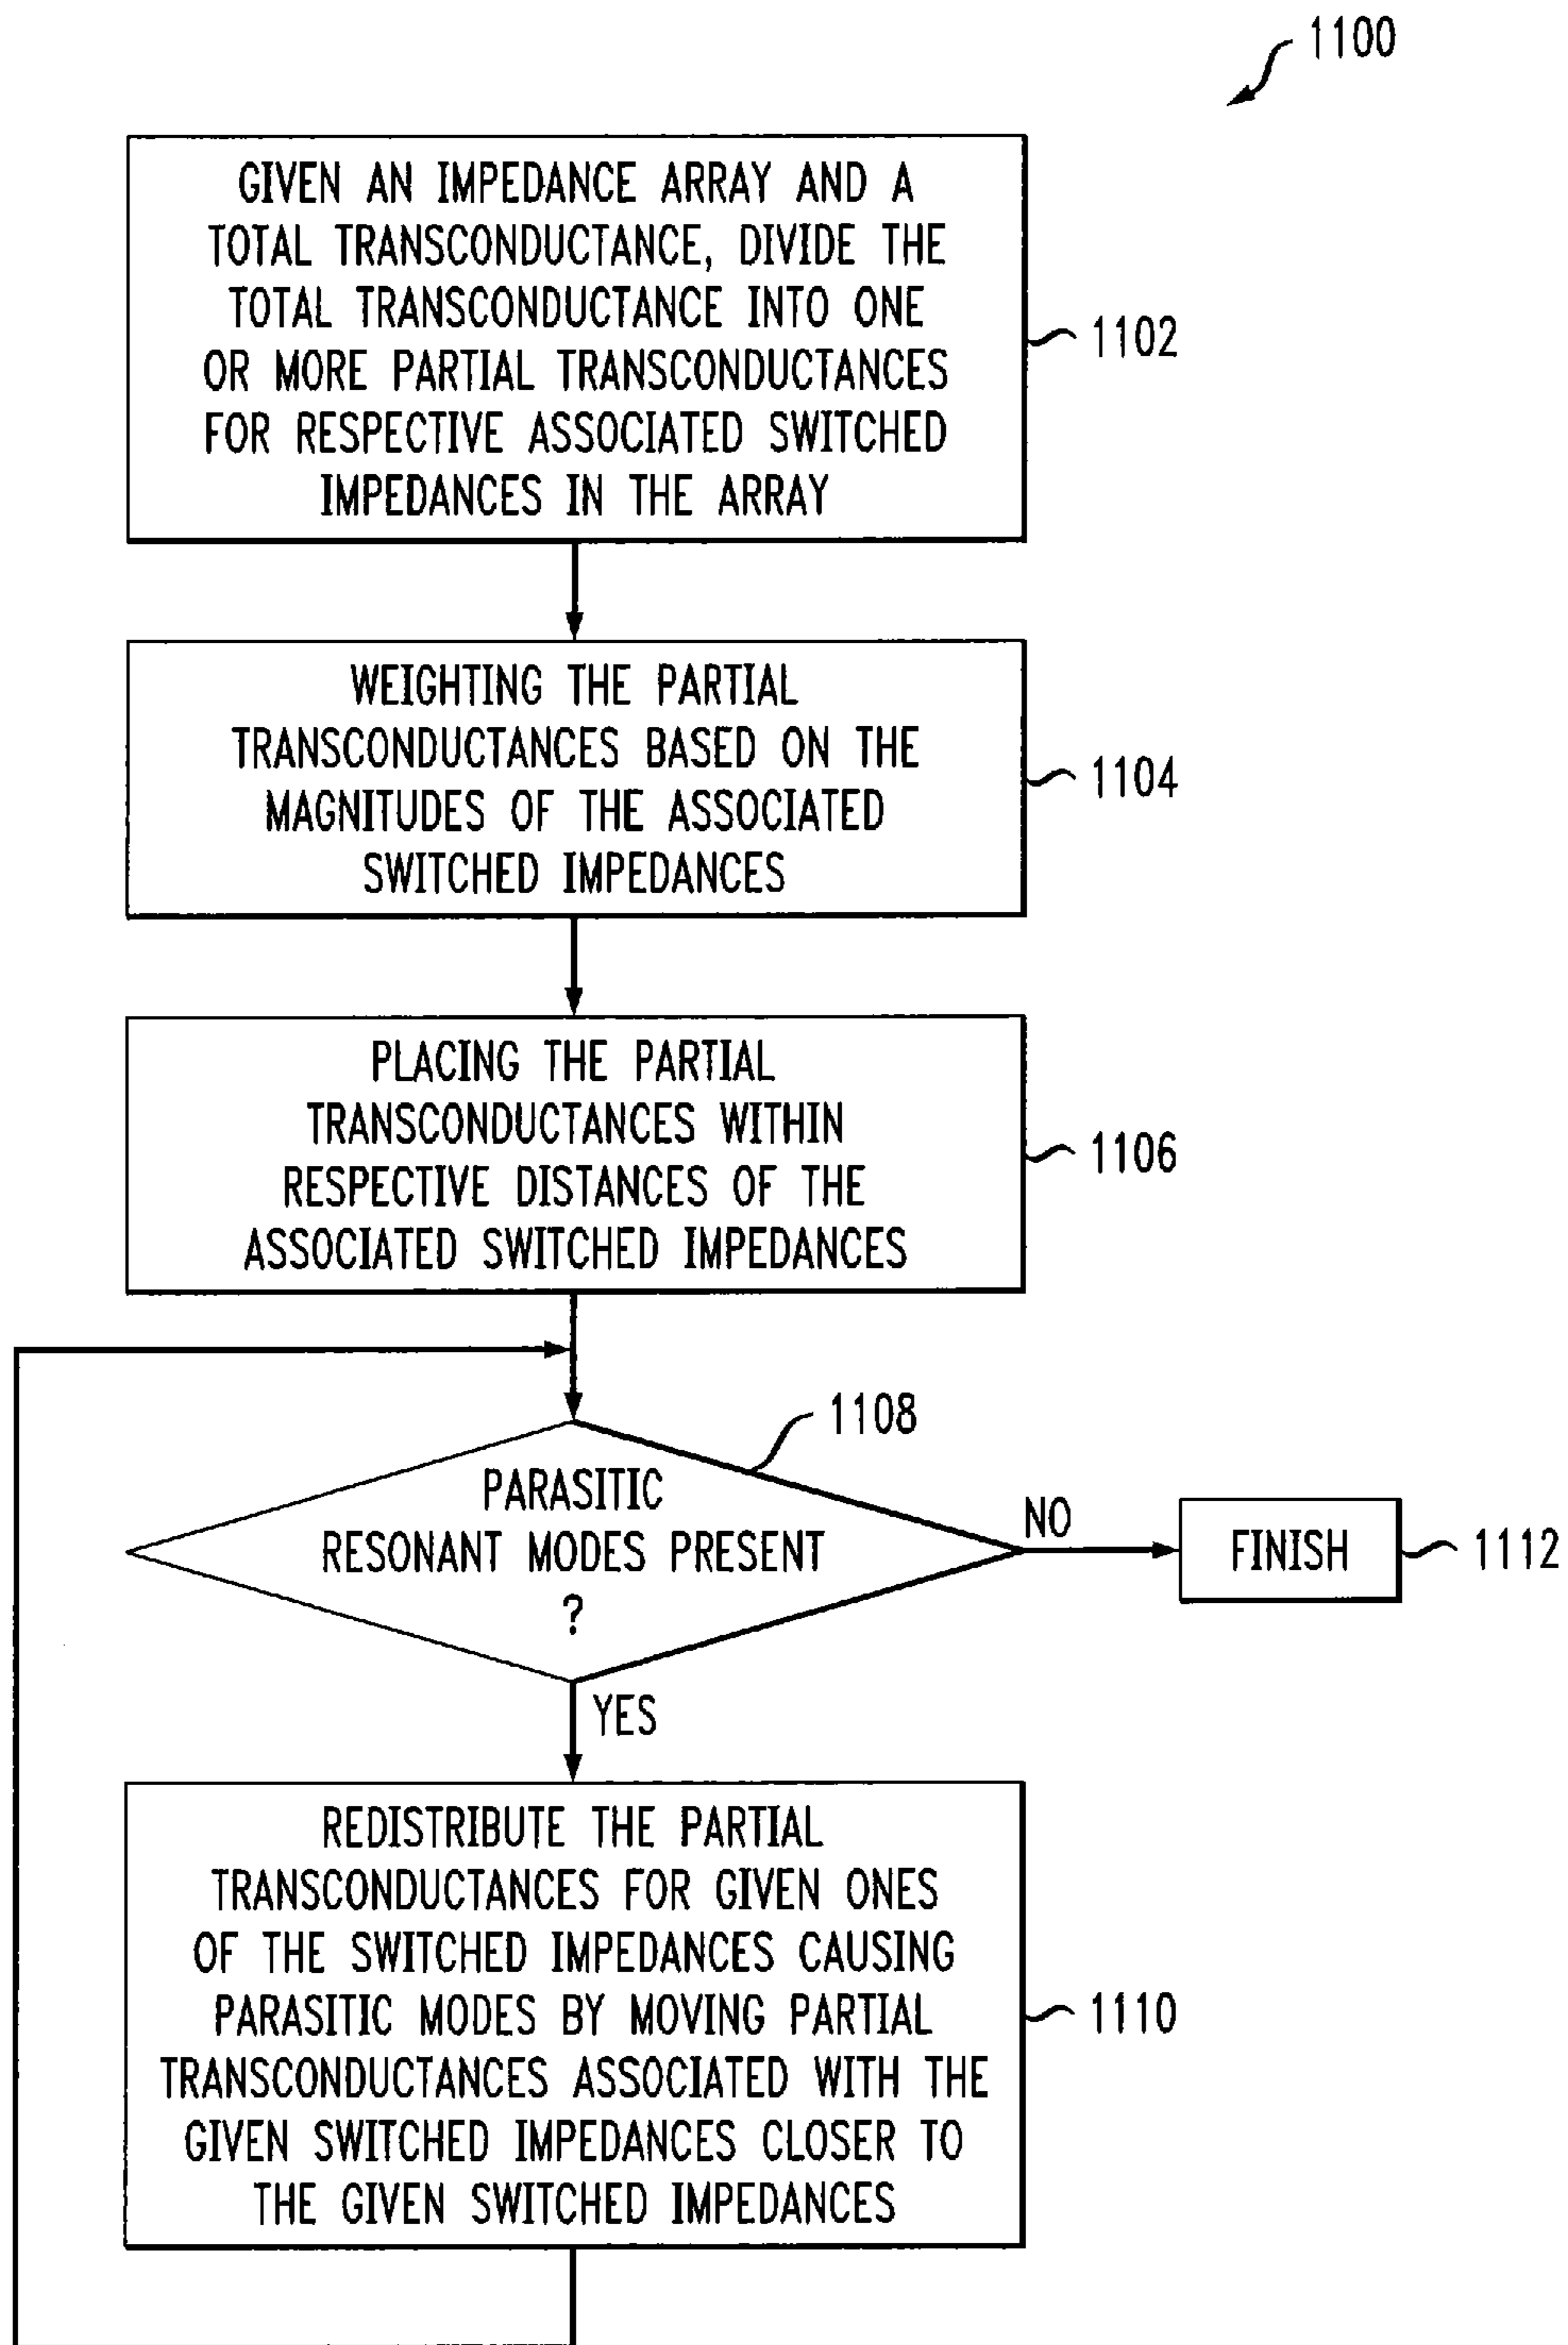 1100
GIVEN AN IMPEDANCE ARRAY AND A
TOTAL TRANSCONDUCTANCE, DIVIDE THE
TOTAL TRANSCONDUCTANCE INTO ONE
OR MORE PARTIAL TRANSCONDUCTANCES
FOR RESPECTIVE ASSOCIATED SWITCHED
IMPEDANCES IN THE ARRAY
1102
WEIGHTING THE PARTIAL
TRANSCONDUCTANCES BASED ON THE
MAGNITUDES OF THE ASSOCIATED
SWITCHED IMPEDANCES
1104
PLACING THE PARTIAL
TRANSCONDUCTANCES WITHIN
RESPECTIVE DISTANCES OF THE
ASSOCIATED SWITCHED IMPEDANCES
1106
1108
PARASITIC
RESONANT MODES PRESENT
?
NO
FINISH
1112
YES
REDISTRIBUTE THE PARTIAL
TRANSCONDUCTANCES FOR GIVEN ONES
OF THE SWITCHED IMPEDANCES CAUSING
PARASITIC MODES BY MOVING PARTIAL
TRANSCONDUCTANCES ASSOCIATED WITH THE
GIVEN SWITCHED IMPEDANCES CLOSER TO
THE GIVEN SWITCHED IMPEDANCES
1110